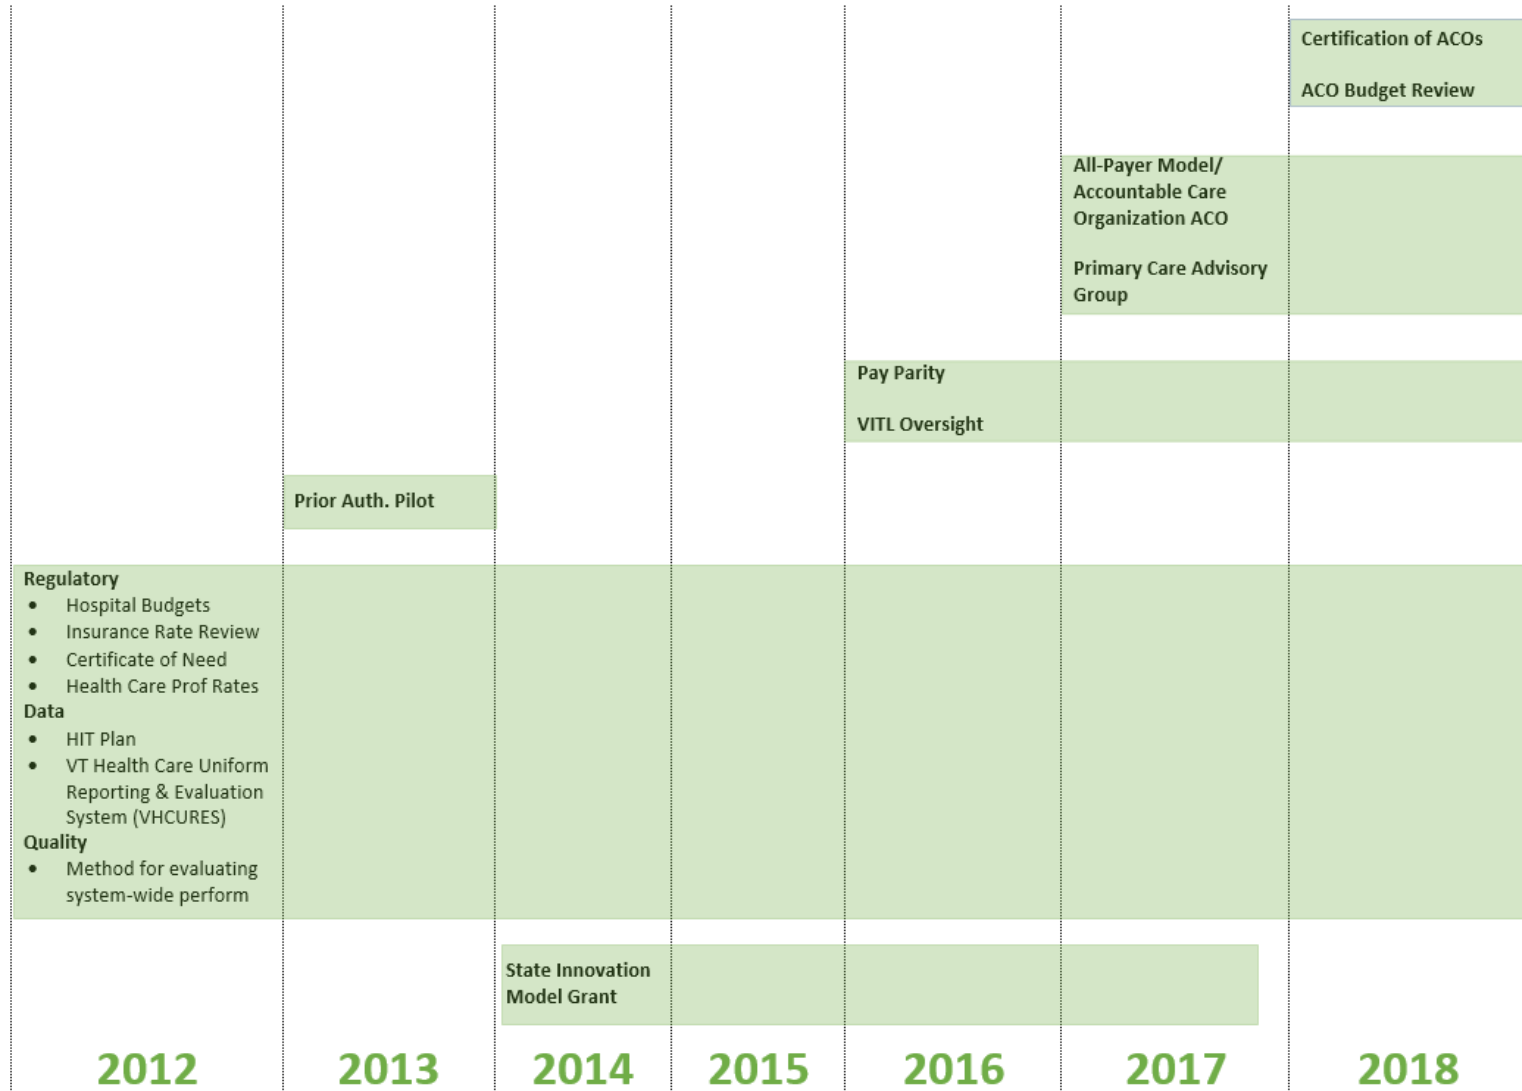 Certification of ACOs
ACO Budget Review
All-Payer Model/
Accountable Care
Organization ACO
Primary Care Advisory
Group
Pay Parity
VITL Oversight
Prior Auth. Pilot
Regulatory
• Hospital Budgets
• Insurance Rate Review
• Certificate of Need
• Health Care Prof Rates
Data
• HIT Plan
• VT Health Care Uniform
Reporting & Evaluation
System (VHCURES)
Quality
• Method for evaluating
system-wide perform
State Innovation
Model Grant
2012 2013 2014 2015 2016 2017 2018